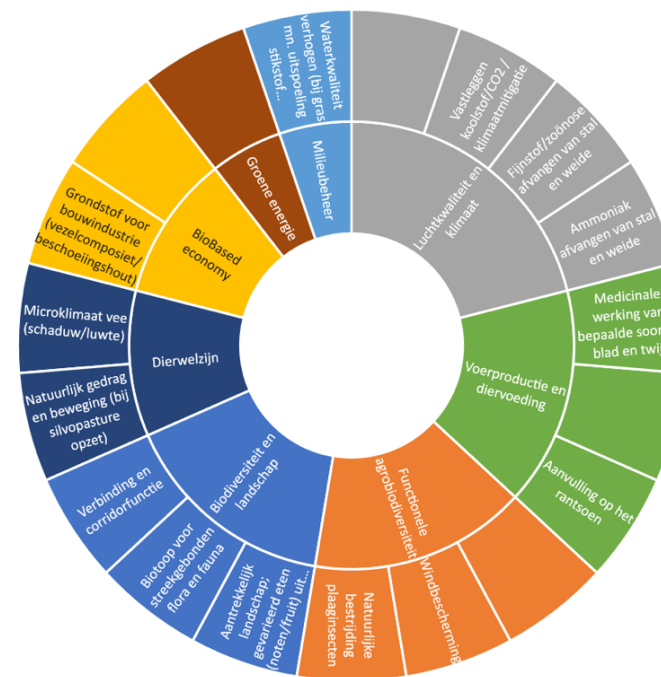 Luchtkwaliteit en
klimaat
Vastleggen
koolstof/CO2 /
klimaatmitigatie
Fijnstof/zoönose
afvangen van stal
en weide
Ammoniak
afvangen van stal
en weide
Voerproductie en
diervoeding
Medicinale
werking van
bepaalde soor
blad en twij
Aanvulling op het
rantsoen
Functionele
agrobiodiversiteit
Windbescherming
Natuurlijke
bestrijding
plaaginsecten
Biodiversiteit en
landschap
Aantrekkelijk
landschap;
gevarieerd eten
(noten/fruit) uit...
Biotoop voor
streekgebonden
flora en fauna
Verbinding en
corridorfunctie
Dierwelzijn
Natuurlijk gedrag
en beweging (bij
silvopasture
opzet)
Microklimaat vee
(schaduw/luwte)
BioBased
economy
Grondstof voor
bouwindustrie
(vezelcomposiet/
beschoeiingshout)
Groene energie
Milieubeheer
Waterkwaliteit
verhogen (bij gras
mn. uitspoeling
stikstof...